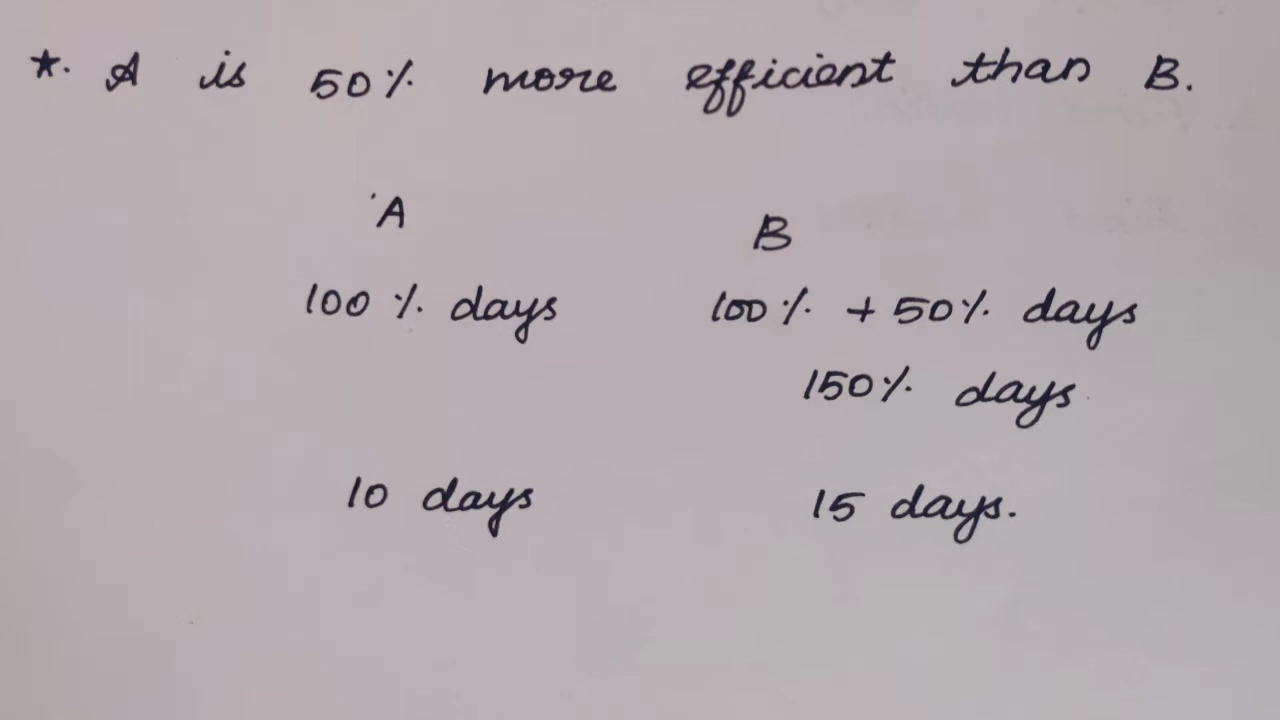 ★. A is 50% more efficient than B.
A B
100% days 100% + 50% days
150% days
10 days 15 days.